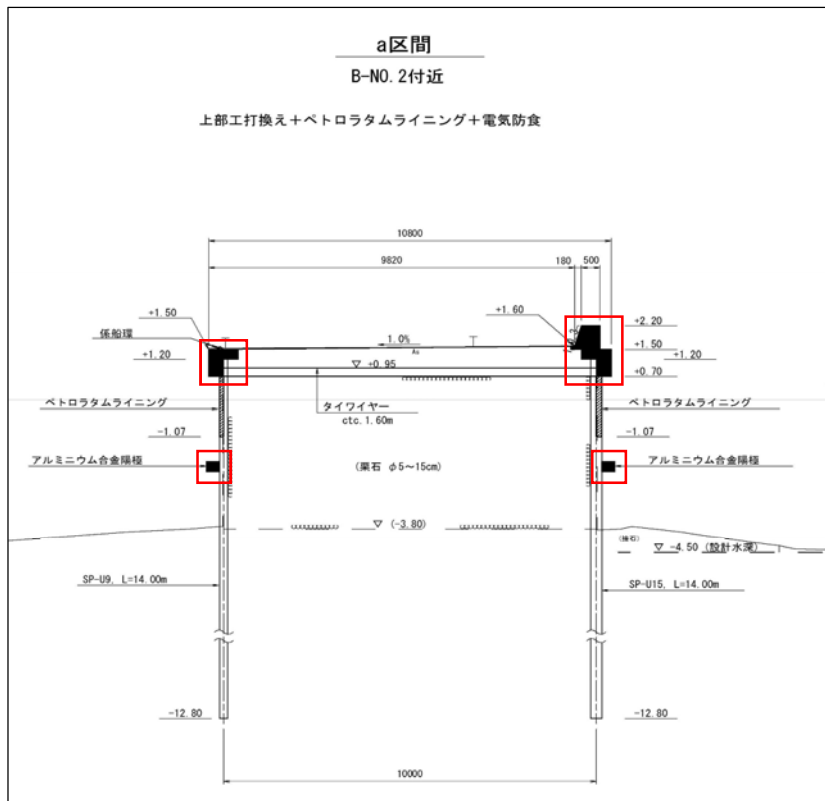 a区間
B-NO.2付近
上部工打換え+ペトロラタムライニング+電気防食
10800
9820
180
500
+1.50
+1.60
+2.20
係船環
1.0%
As
+1.50
+1.20
+1.20
▽ +0.95
+0.70
タイワイヤー
ctc.1.60m
ペトロラタムライニング
ペトロラタムライニング
-1.07
-1.07
アルミニウム合金陽極
アルミニウム合金陽極
(栗石 φ5~15cm)
▽ (-3.80)
(捨石)
▽ -4.50 (設計水深)
SP-U9, L=14.00m
SP-U15, L=14.00m
-12.80
-12.80
10000